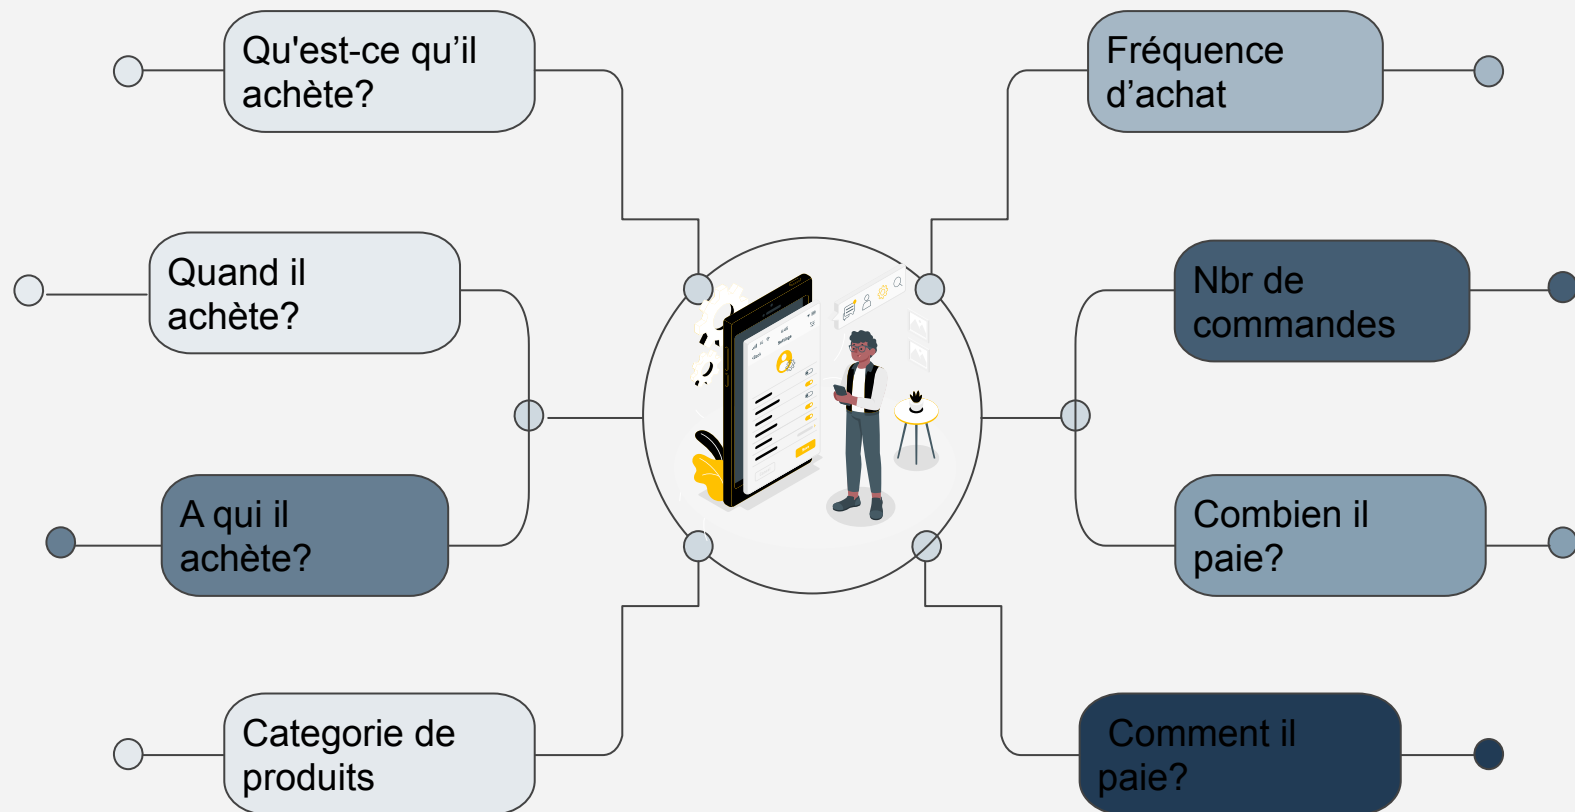 Qu'est-ce qu’il
achète?
Fréquence
d’achat
Quand il
achète?
Nbr de
commandes
Settings
A qui il
achète?
Combien il
paie?
Categorie de
produits
Comment il
paie?